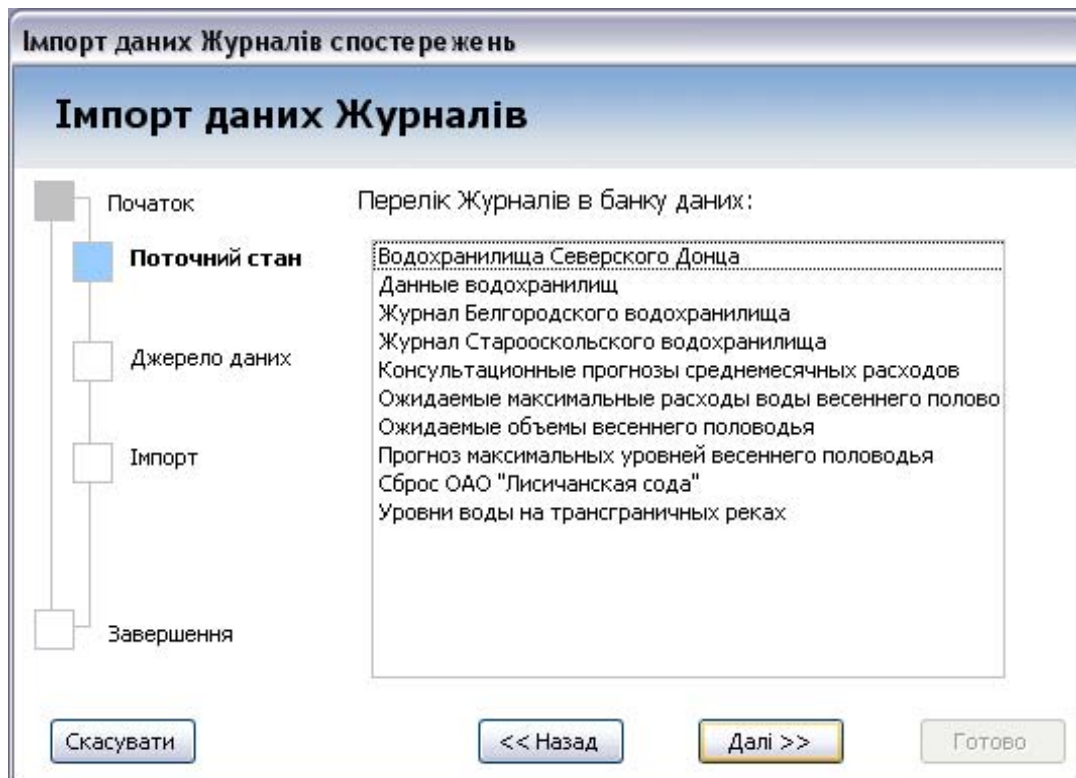 Імпорт даних Журналів спостережень
Імпорт даних Журналів
Початок
Поточний стан
Джерело даних
Імпорт
Завершення
Перелік Журналів в банку даних:
Водохранилища Северского Донца
Данные водохранилищ
Журнал Белгородского водохранилища
Журнал Старооскольского водохранилища
Консультационные прогнозы среднемесячных расходов
Ожидаемые максимальные расходы воды весеннего полово
Ожидаемые объемы весеннего половодья
Прогноз максимальных уровней весеннего половодья
Сброс ОАО "Лисичанская сода"
Уровни воды на трансграничных реках
Скасувати
<< Назад
Далі >>
Готово